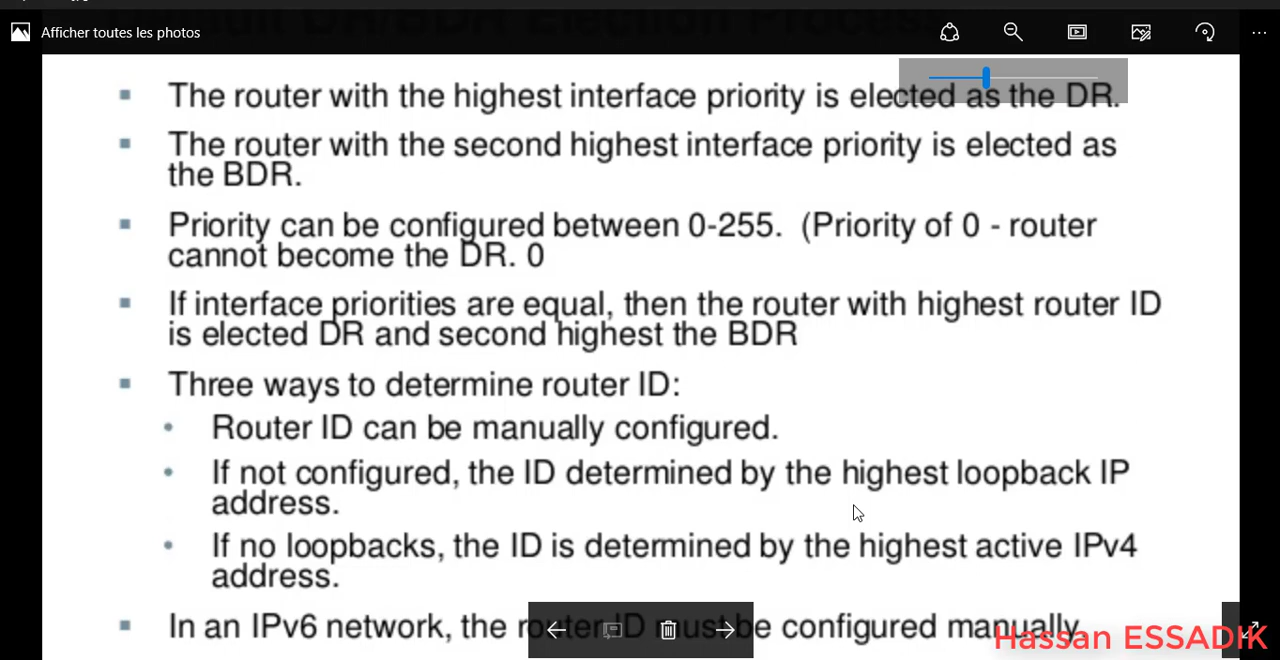 Afficher toutes les photos
The router with the highest interface priority is elected as the DR.
The router with the second highest interface priority is elected as
the BDR.
Priority can be configured between 0-255. (Priority of 0 - router
cannot become the DR. 0
If interface priorities are equal, then the router with highest router ID
is elected DR and second highest the BDR
Three ways to determine router ID:
Router ID can be manually configured.
If not configured, the ID determined by the highest loopback IP
address.
If no loopbacks, the ID is determined by the highest active IPv4
address.
In an IPv6 network, the router ID must be configured manually.
Hassan ESSADIK